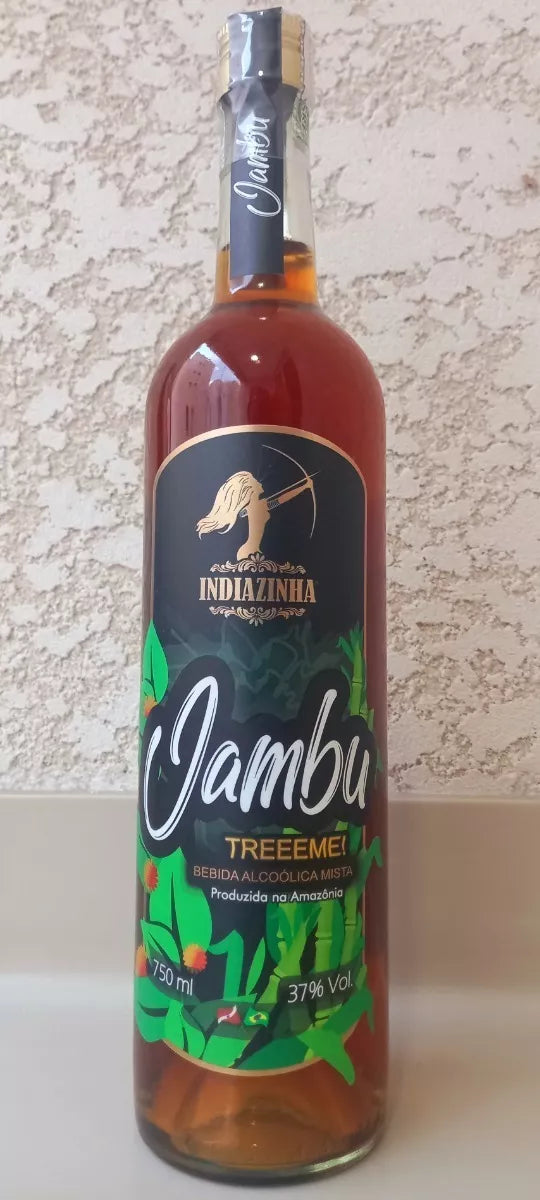 Jambu
INDIAZINHA
Jambu
TREEEME!
BEBIDA ALCOÓLICA MISTA
Produzida na Amazônia
750 ml
37% Vol.